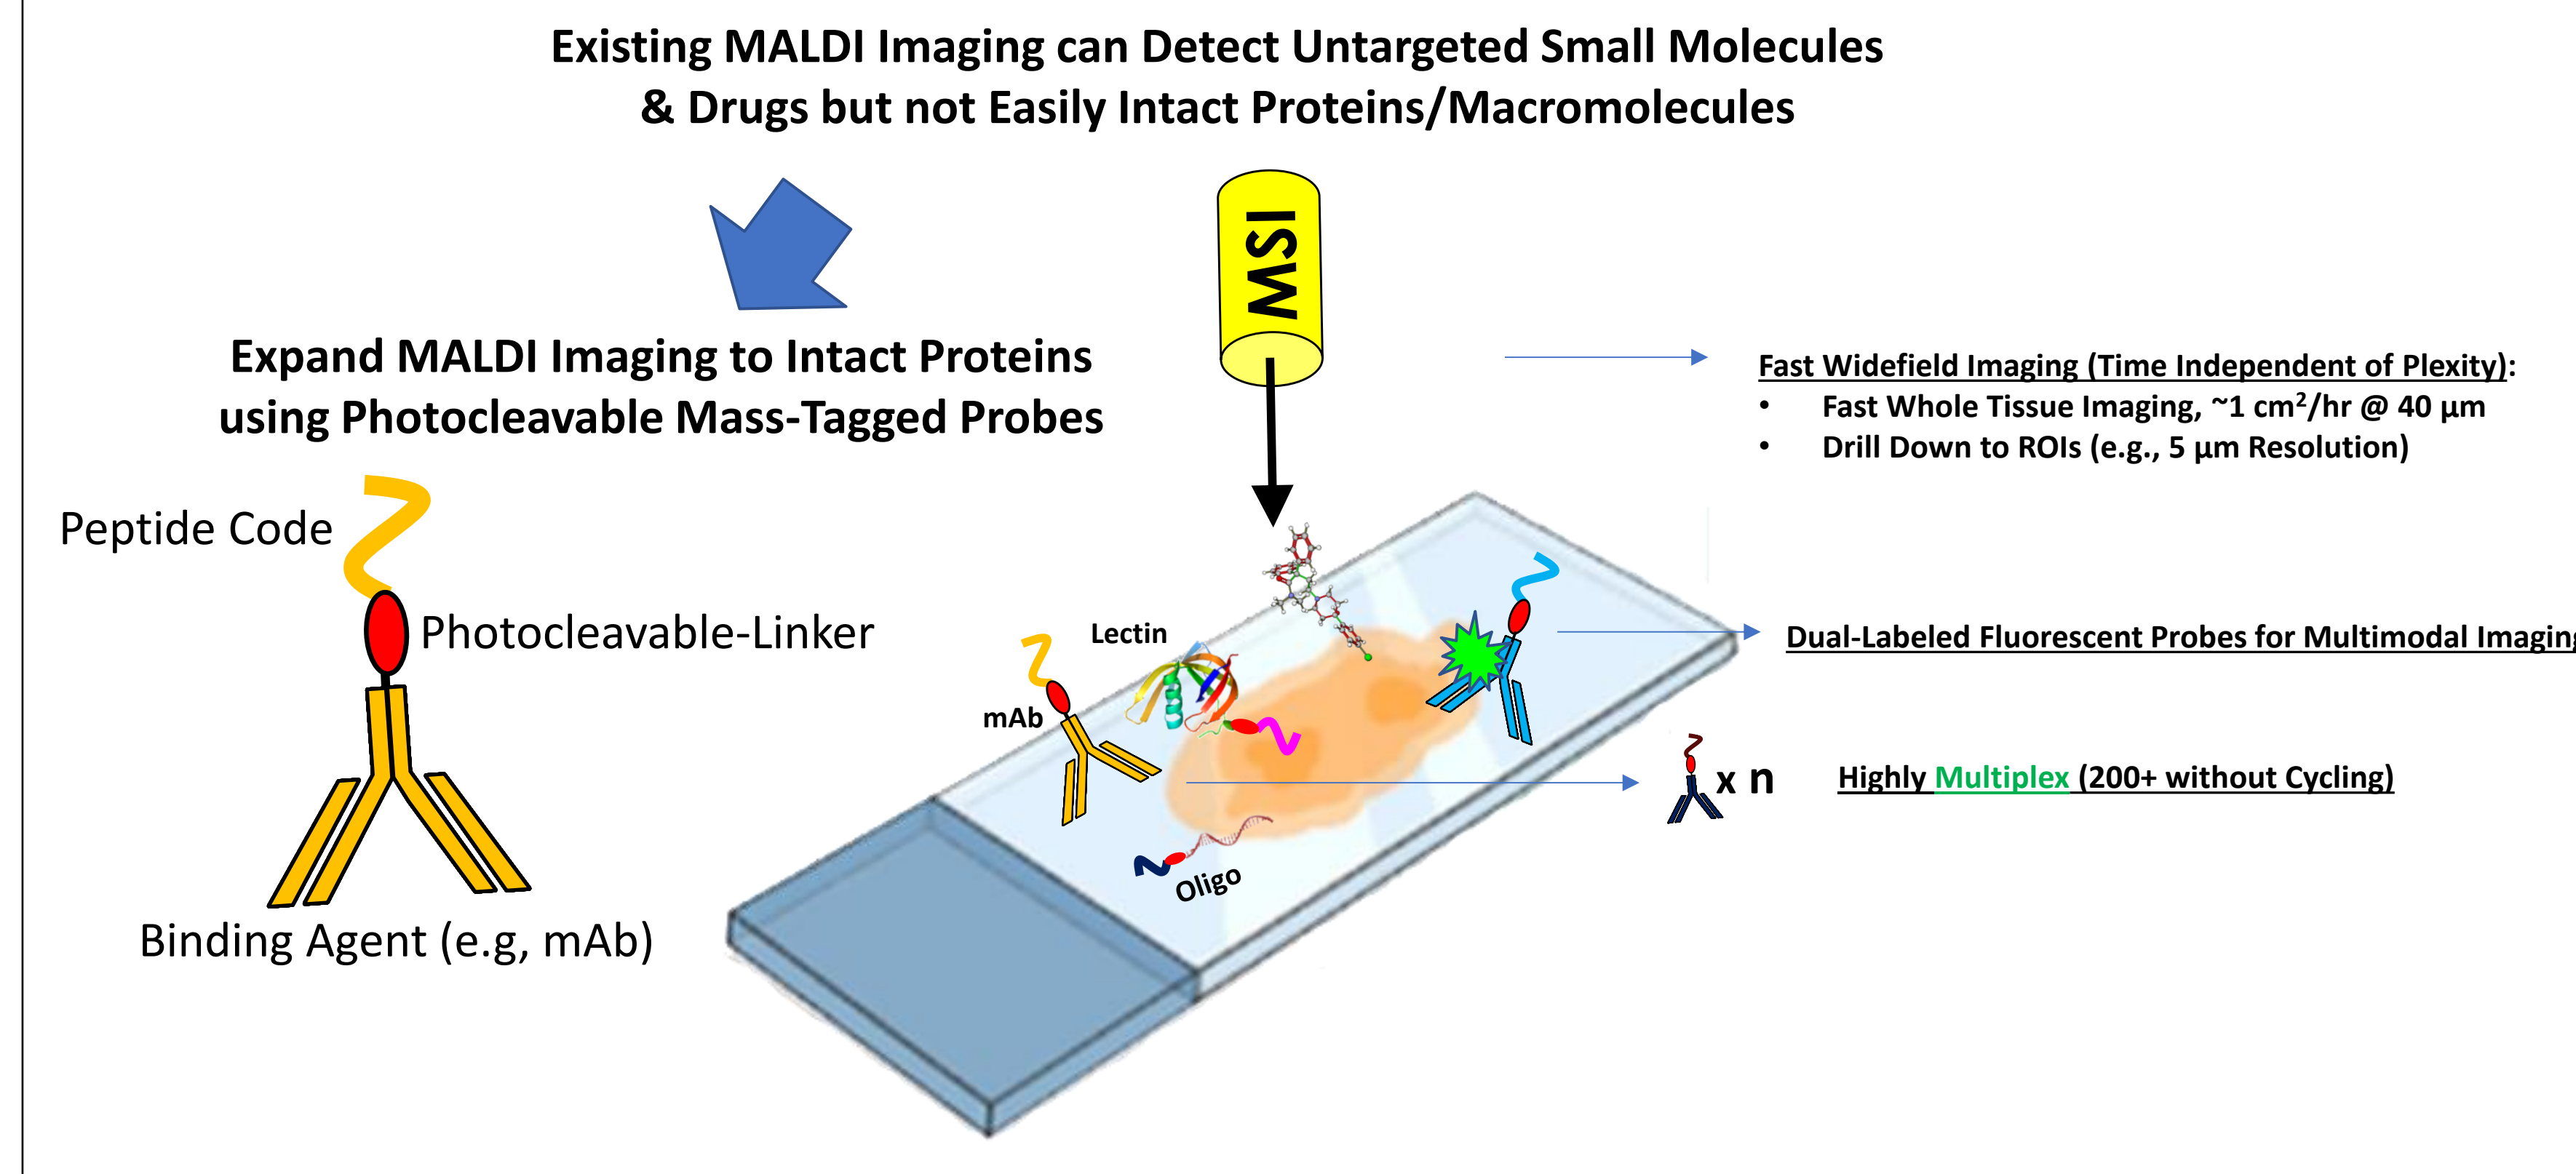 Existing MALDI Imaging can Detect Untargeted Small Molecules
& Drugs but not Easily Intact Proteins/Macromolecules
MSI
Expand MALDI Imaging to Intact Proteins
using Photocleavable Mass-Tagged Probes
Fast Widefield Imaging (Time Independent of Plexity):
• Fast Whole Tissue Imaging, ~1 cm²/hr @ 40 µm
• Drill Down to ROIs (e.g., 5 µm Resolution)
Peptide Code
Photocleavable-Linker
Lectin
mAb
Dual-Labeled Fluorescent Probes for Multimodal Imaging
x n
Highly Multiplex (200+ without Cycling)
Oligo
Binding Agent (e.g, mAb)